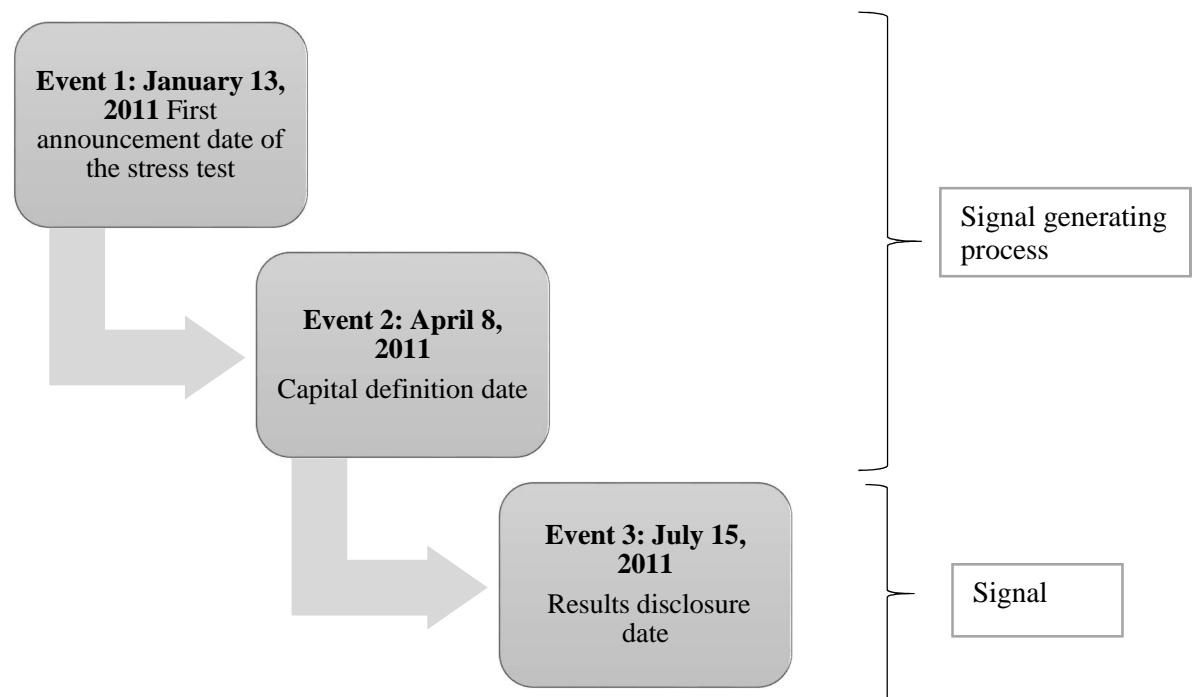 Event 1: January 13,
2011 First
announcement date of
the stress test
Signal generating
process
Event 2: April 8,
2011
Capital definition date
Event 3: July 15,
2011
Results disclosure
date
Signal